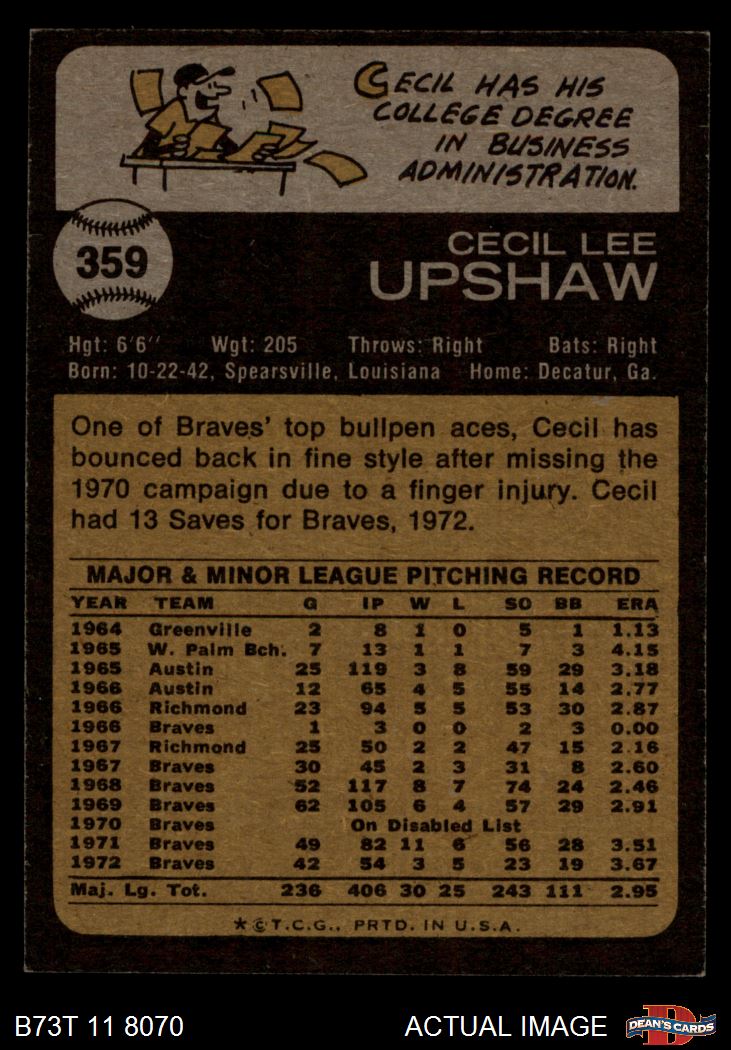 CECIL HAS HIS
COLLEGE DEGREE
IN BUSINESS
ADMINISTRATION.
359
CECIL LEE
UPSHAW
Hgt: 6'6'' Wgt: 205 Throws: Right Bats: Right
Born: 10-22-42, Spearsville, Louisiana Home: Decatur, Ga.
One of Braves' top bullpen aces, Cecil has
bounced back in fine style after missing the
1970 campaign due to a finger injury. Cecil
had 13 Saves for Braves, 1972.
MAJOR & MINOR LEAGUE PITCHING RECORD
YEAR TEAM G IP W L SO BB ERA
1964 Greenville 2 8 1 0 5 1 1.13
1965 W. Palm Bch. 7 13 1 1 7 3 4.15
1965 Austin 25 119 3 8 59 29 3.18
1966 Austin 12 65 4 5 55 14 2.77
1966 Richmond 23 94 5 5 53 30 2.87
1966 Braves 1 3 0 0 2 3 0.00
1967 Richmond 25 50 2 2 47 15 2.16
1967 Braves 30 45 2 3 31 8 2.60
1968 Braves 52 117 8 7 74 24 2.46
1969 Braves 62 105 6 4 57 29 2.91
1970 Braves On Disabled List
1971 Braves 49 82 11 6 56 28 3.51
1972 Braves 42 54 3 5 23 19 3.67
Maj. Lg. Tot. 236 406 30 25 243 111 2.95
*©T.C.G., PRTD. IN U.S.A.
B73T 11 8070 ACTUAL IMAGE D DEAN'S CARDS